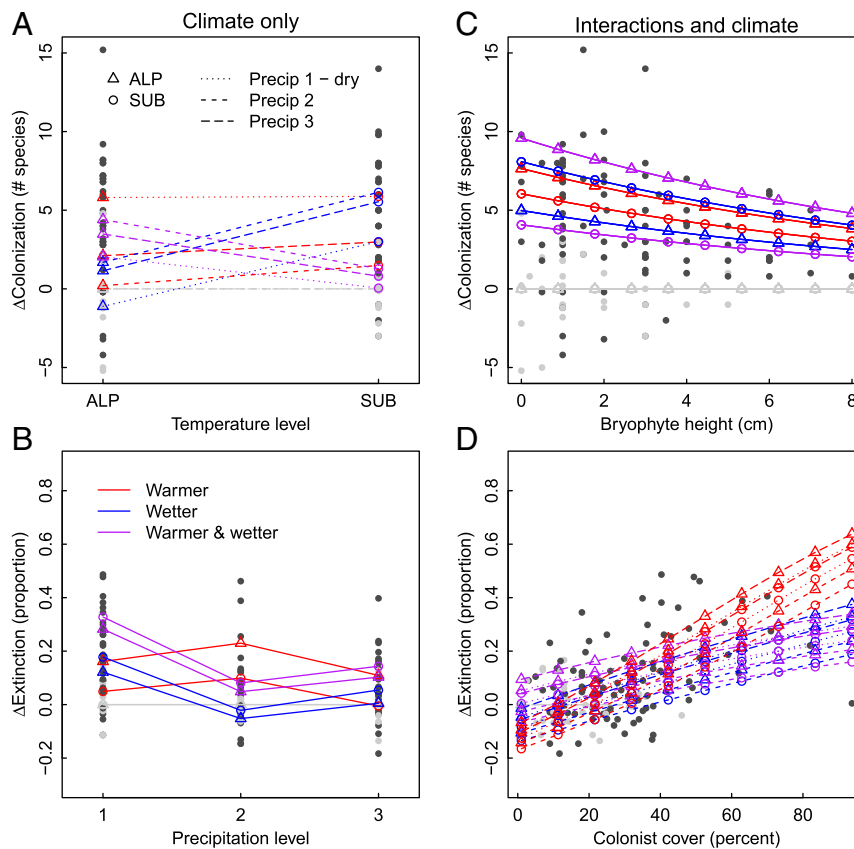 A
Climate only
ΔColonization (# species)
15
10
5
0
−5
ALP
SUB
Precip 1 − dry
Precip 2
Precip 3
ALP
SUB
Temperature level
C
Interactions and climate
ΔColonization (# species)
15
10
5
0
−5
0
2
4
6
8
Bryophyte height (cm)
B
ΔExtinction (proportion)
0.8
0.6
0.4
0.2
0.0
−0.2
Warmer
Wetter
Warmer & wetter
1
2
3
Precipitation level
D
ΔExtinction (proportion)
0.8
0.6
0.4
0.2
0.0
−0.2
0
20
40
60
80
Colonist cover (percent)